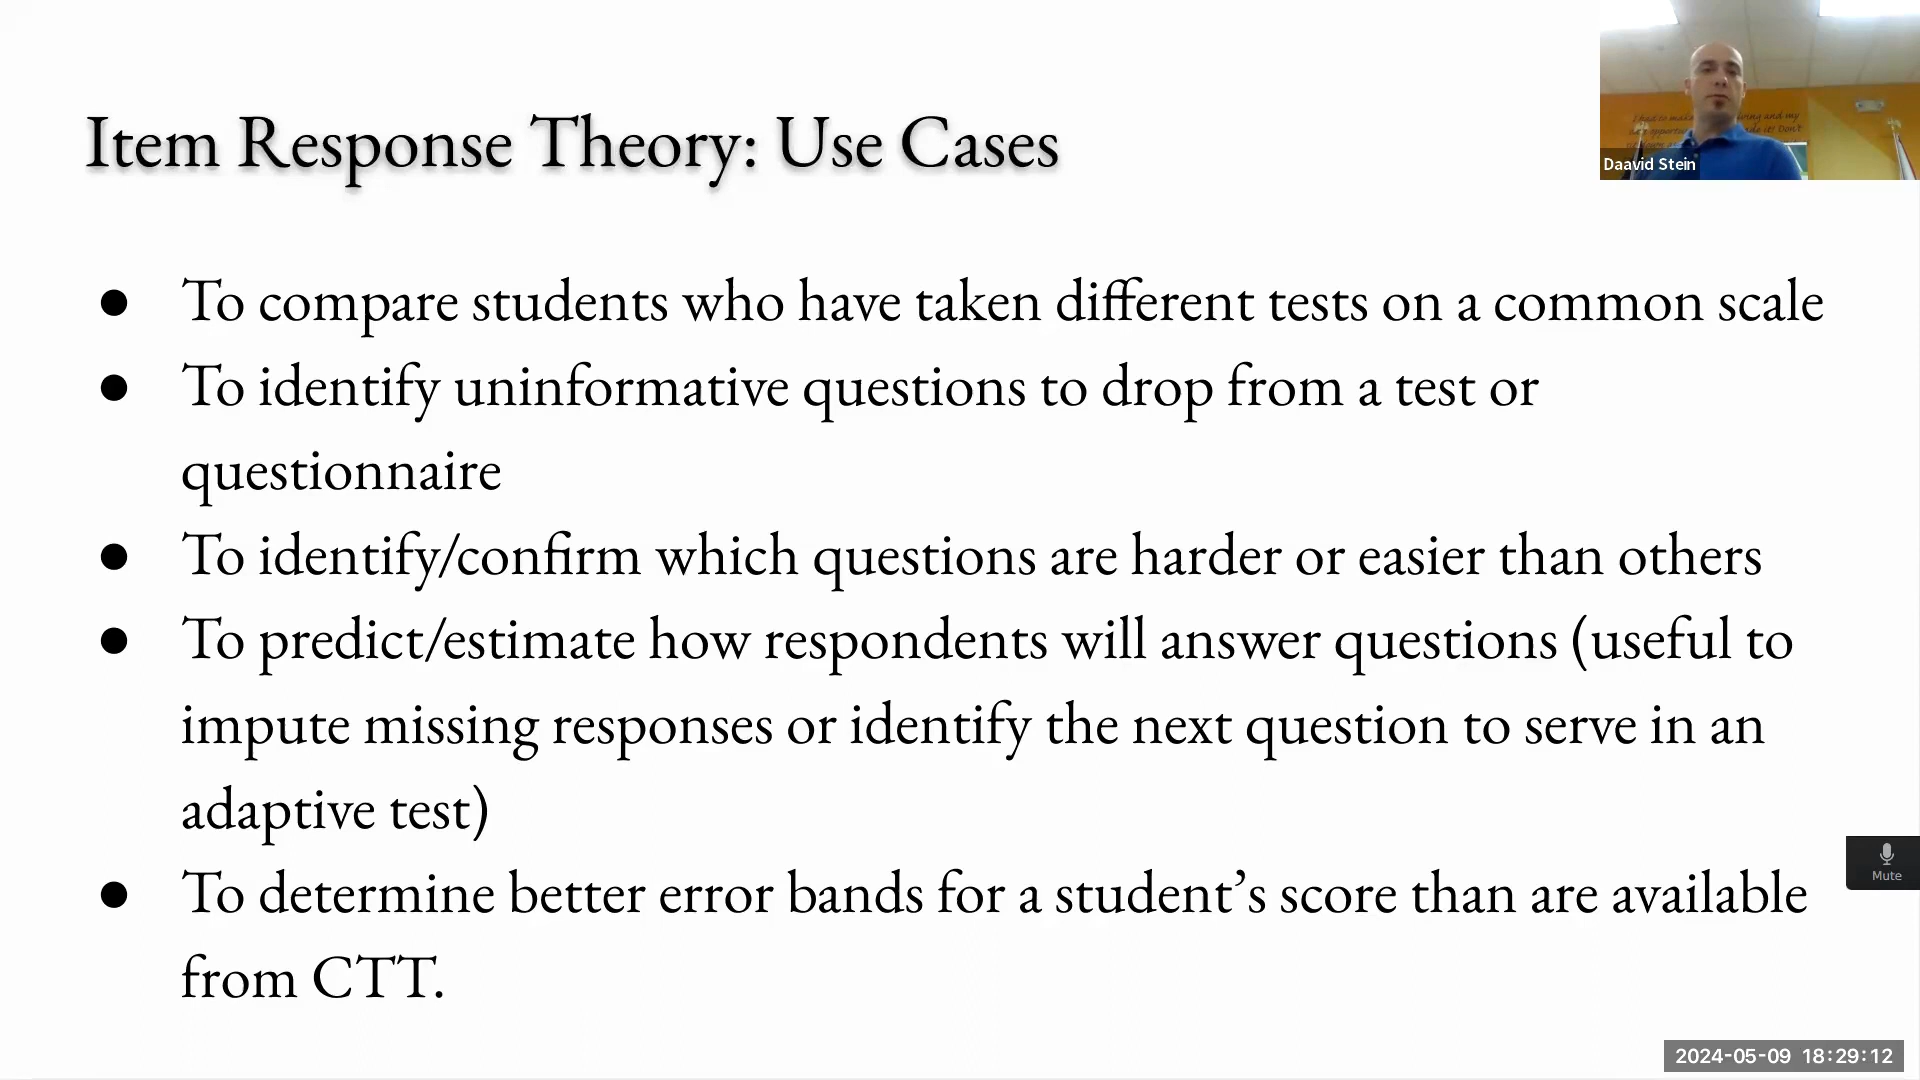 Item Response Theory: Use Cases
Daavid Stein
● To compare students who have taken different tests on a common scale
● To identify uninformative questions to drop from a test or
questionnaire
● To identify/confirm which questions are harder or easier than others
● To predict/estimate how respondents will answer questions (useful to
impute missing responses or identify the next question to serve in an
adaptive test)
● To determine better error bands for a student’s score than are available
from CTT.
Mute
2024-05-09 18:29:12